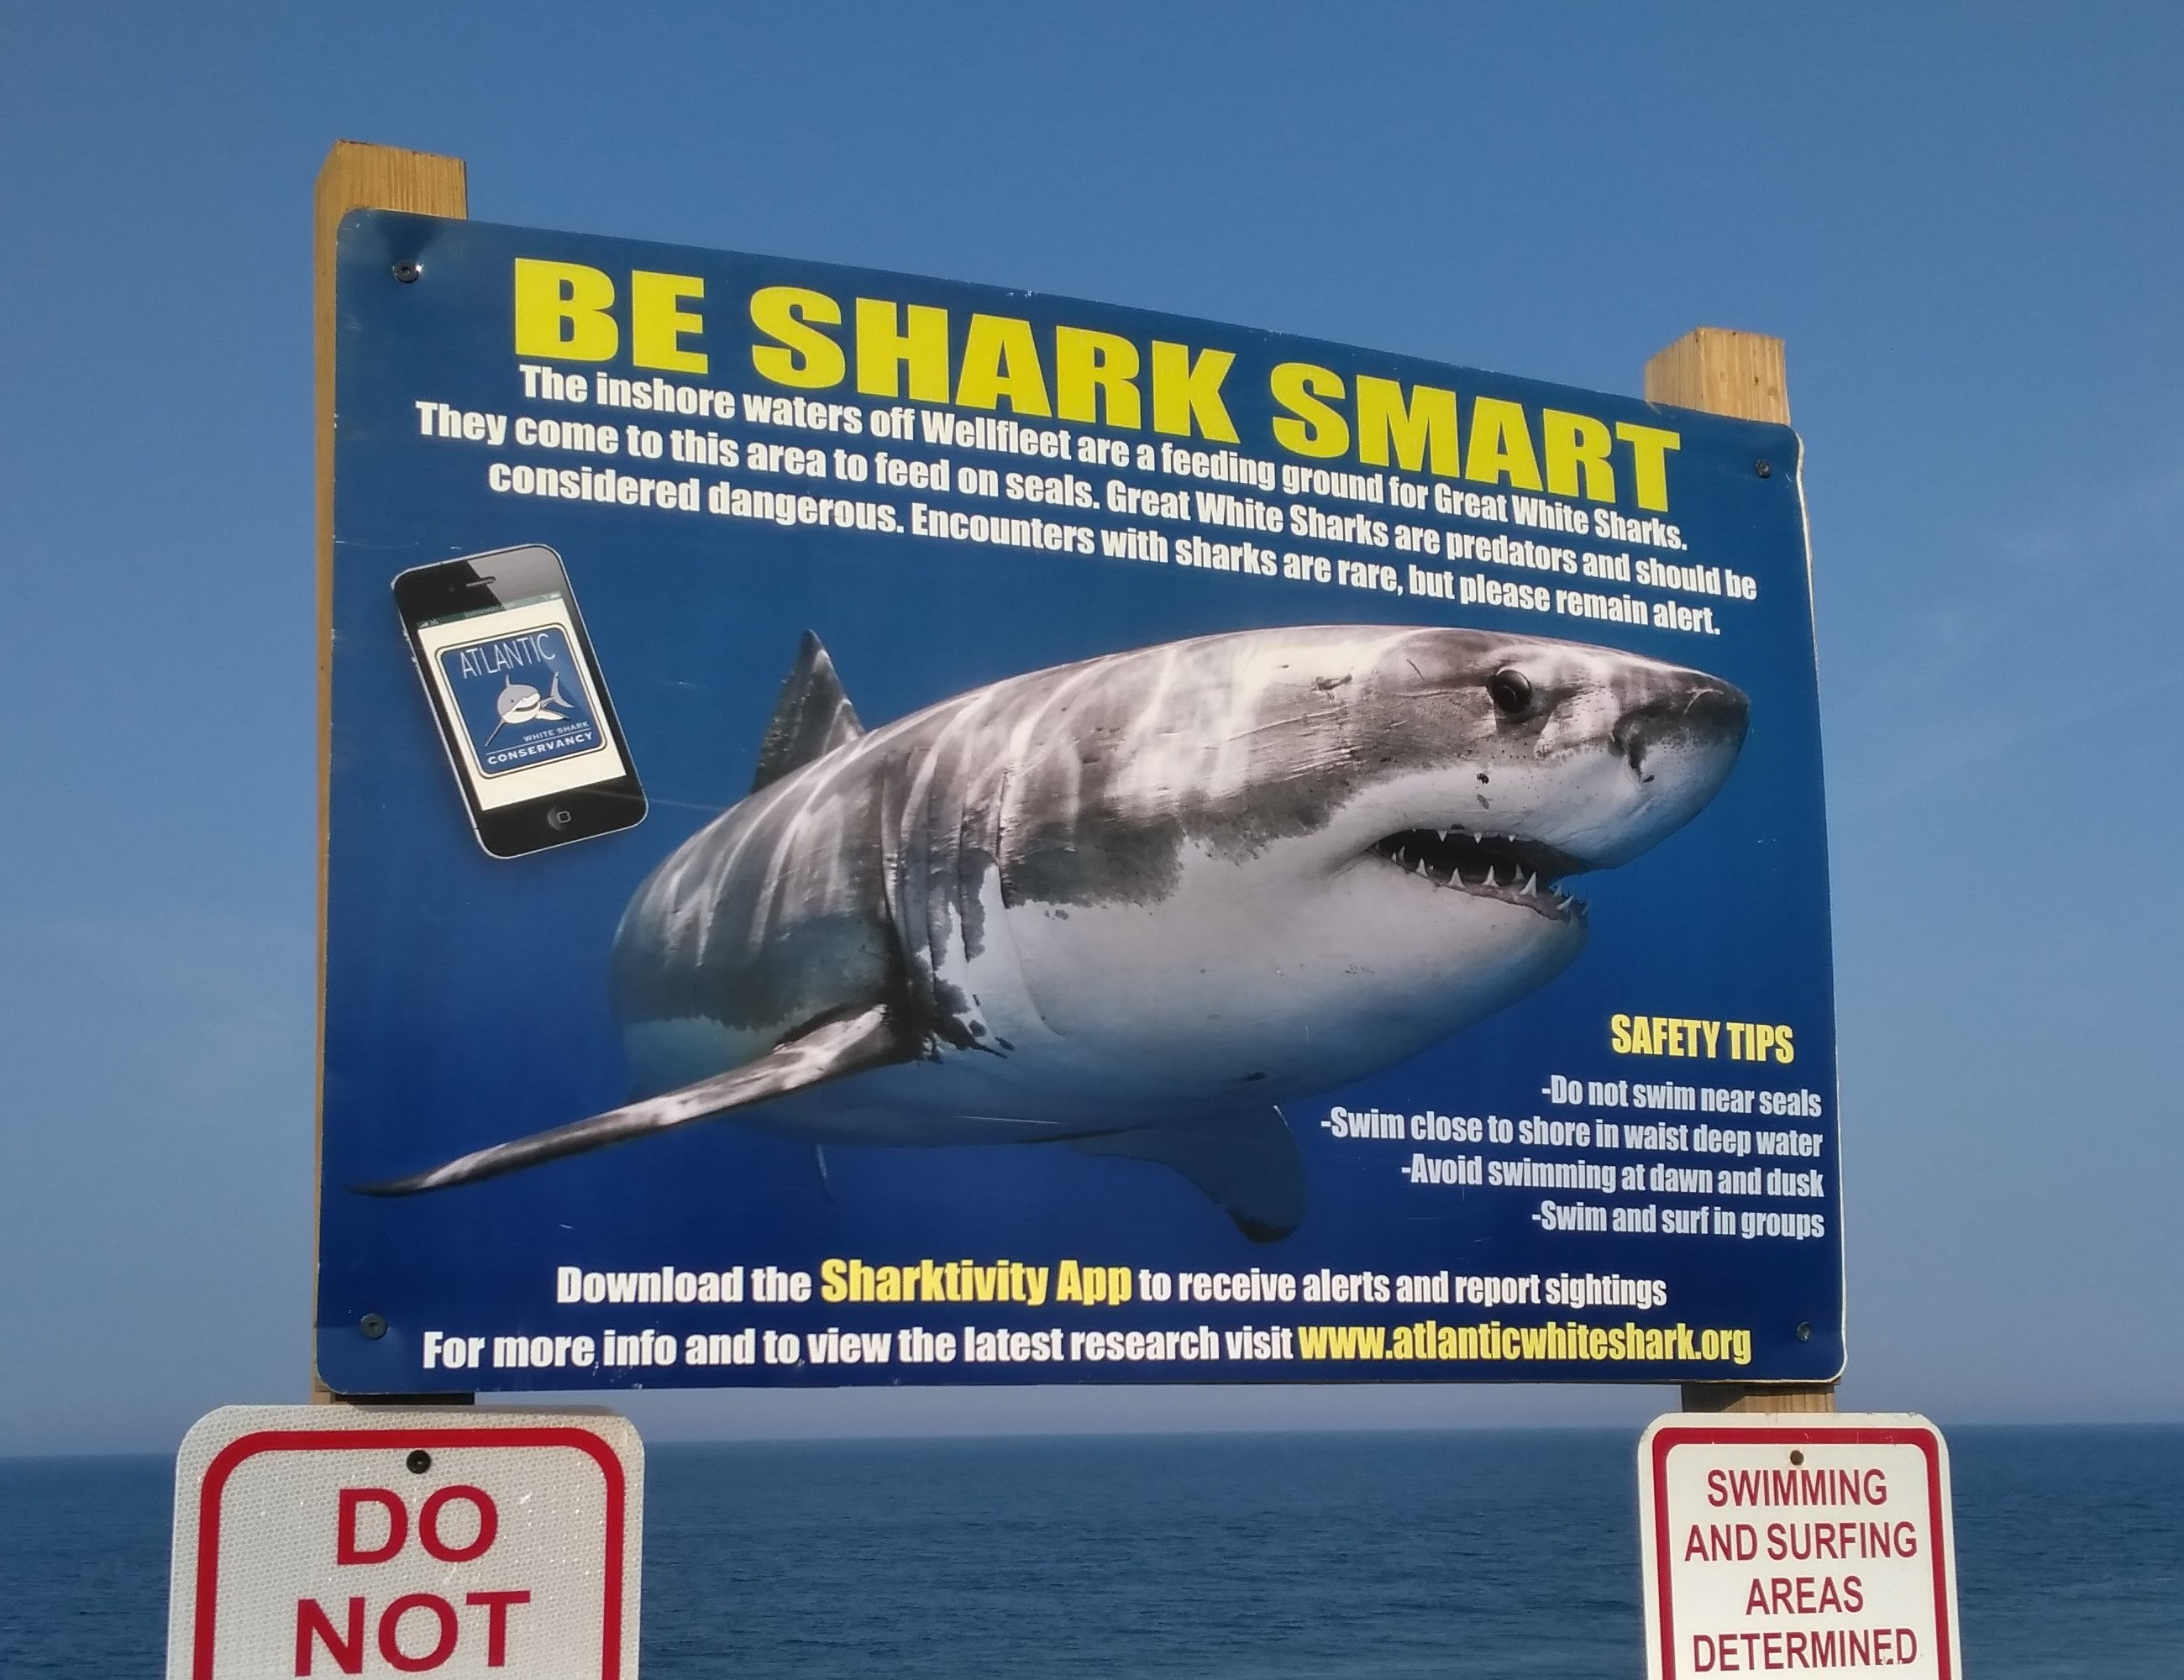 BE SHARK SMART
The inshore waters off Wellfleet are a feeding ground for Great White Sharks.
They come to this area to feed on seals. Great White Sharks are predators and should be
considered dangerous. Encounters with sharks are rare, but please remain alert.
ATLANTIC
WHITE SHARK
CONSERVANCY
SAFETY TIPS
-Do not swim near seals
-Swim close to shore in waist deep water
-Avoid swimming at dawn and dusk
-Swim and surf in groups
Download the Sharktivity App to receive alerts and report sightings
For more info and to view the latest research visit www.atlanticwhiteshark.org
DO
NOT
SWIMMING
AND SURFING
AREAS
DETERMINED